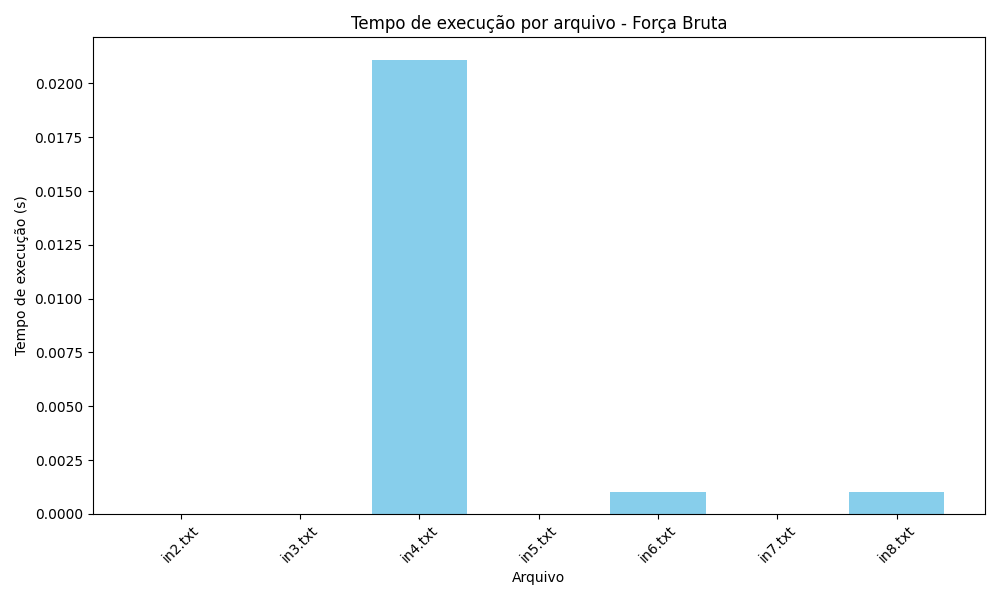 Tempo de execução por arquivo - Força Bruta
Tempo de execução (s)
0.0200
0.0175
0.0150
0.0125
0.0100
0.0075
0.0050
0.0025
0.0000
in2.txt
in3.txt
in4.txt
in5.txt
in6.txt
in7.txt
in8.txt
Arquivo